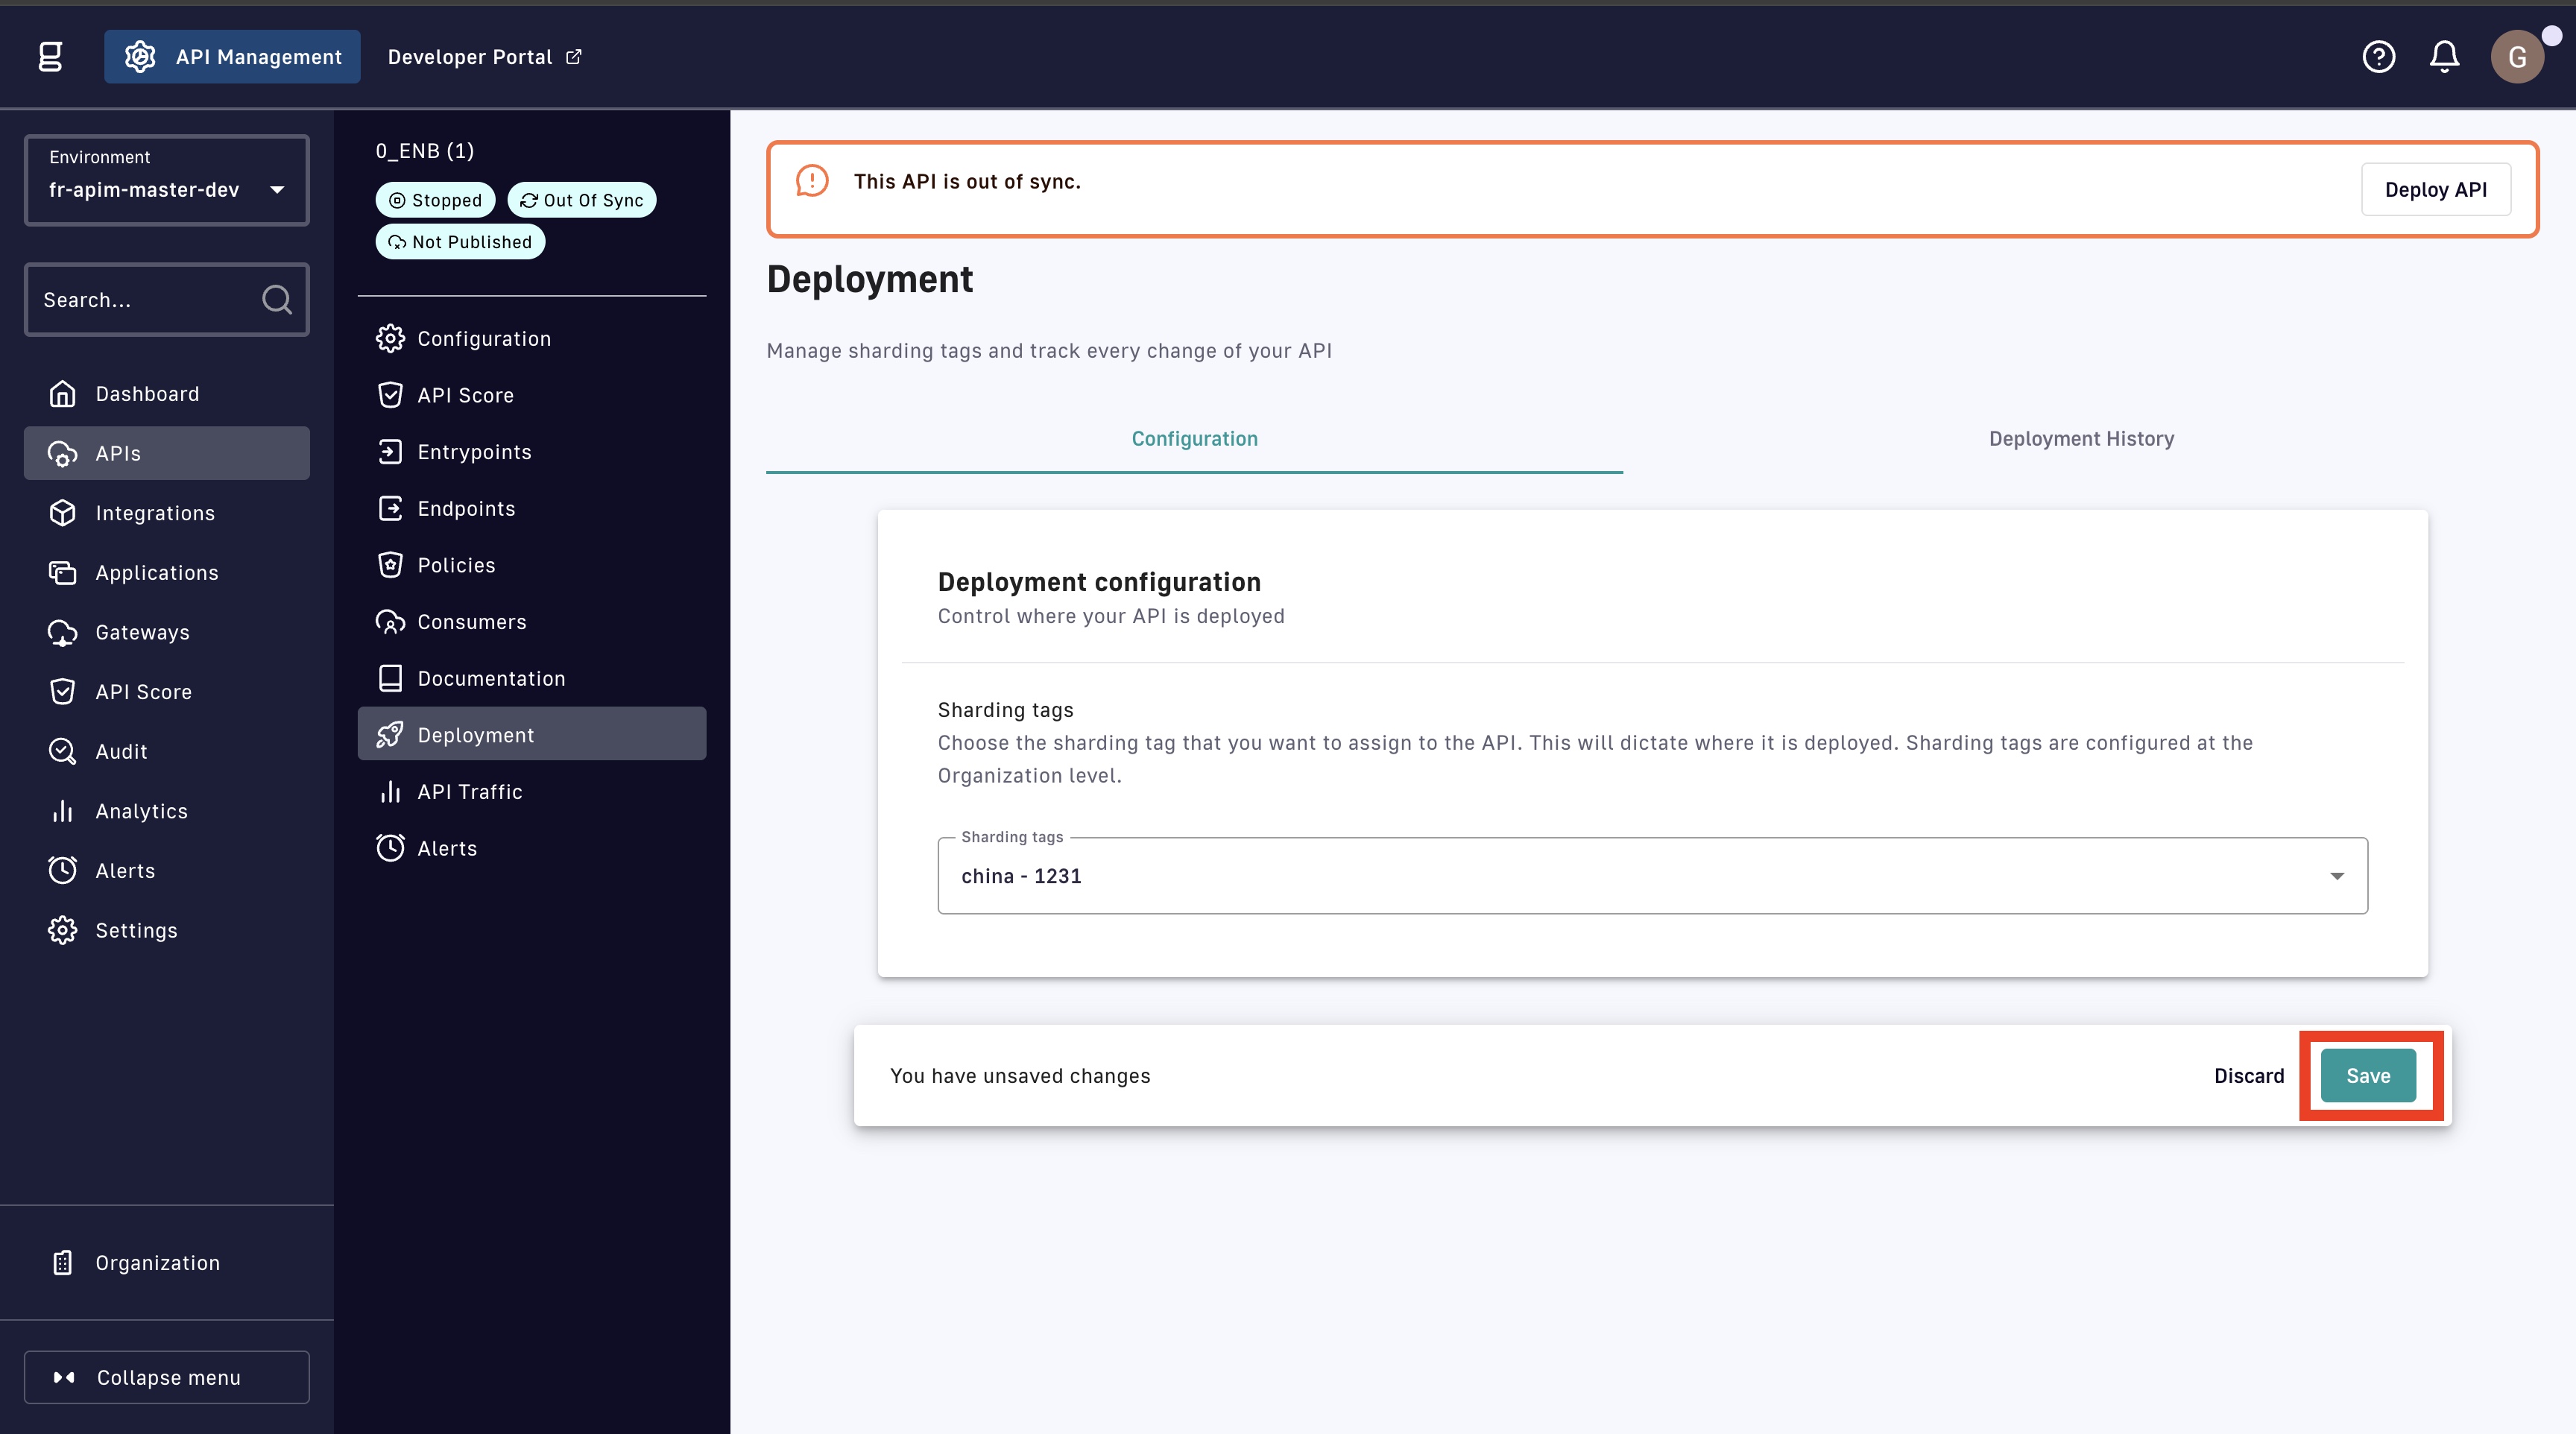 API Management
Developer Portal
G
Environment
fr-apim-master-dev
Search...
Dashboard
APIs
Integrations
Applications
Gateways
API Score
Audit
Analytics
Alerts
Settings
Organization
Collapse menu
0_ENB (1)
Stopped
Out Of Sync
Not Published
Configuration
API Score
Entrypoints
Endpoints
Policies
Consumers
Documentation
Deployment
API Traffic
Alerts
This API is out of sync.
Deploy API
Deployment
Manage sharding tags and track every change of your API
Configuration
Deployment History
Deployment configuration
Control where your API is deployed
Sharding tags
Choose the sharding tag that you want to assign to the API. This will dictate where it is deployed. Sharding tags are configured at the
Organization level.
Sharding tags
china - 1231
You have unsaved changes
Discard
Save